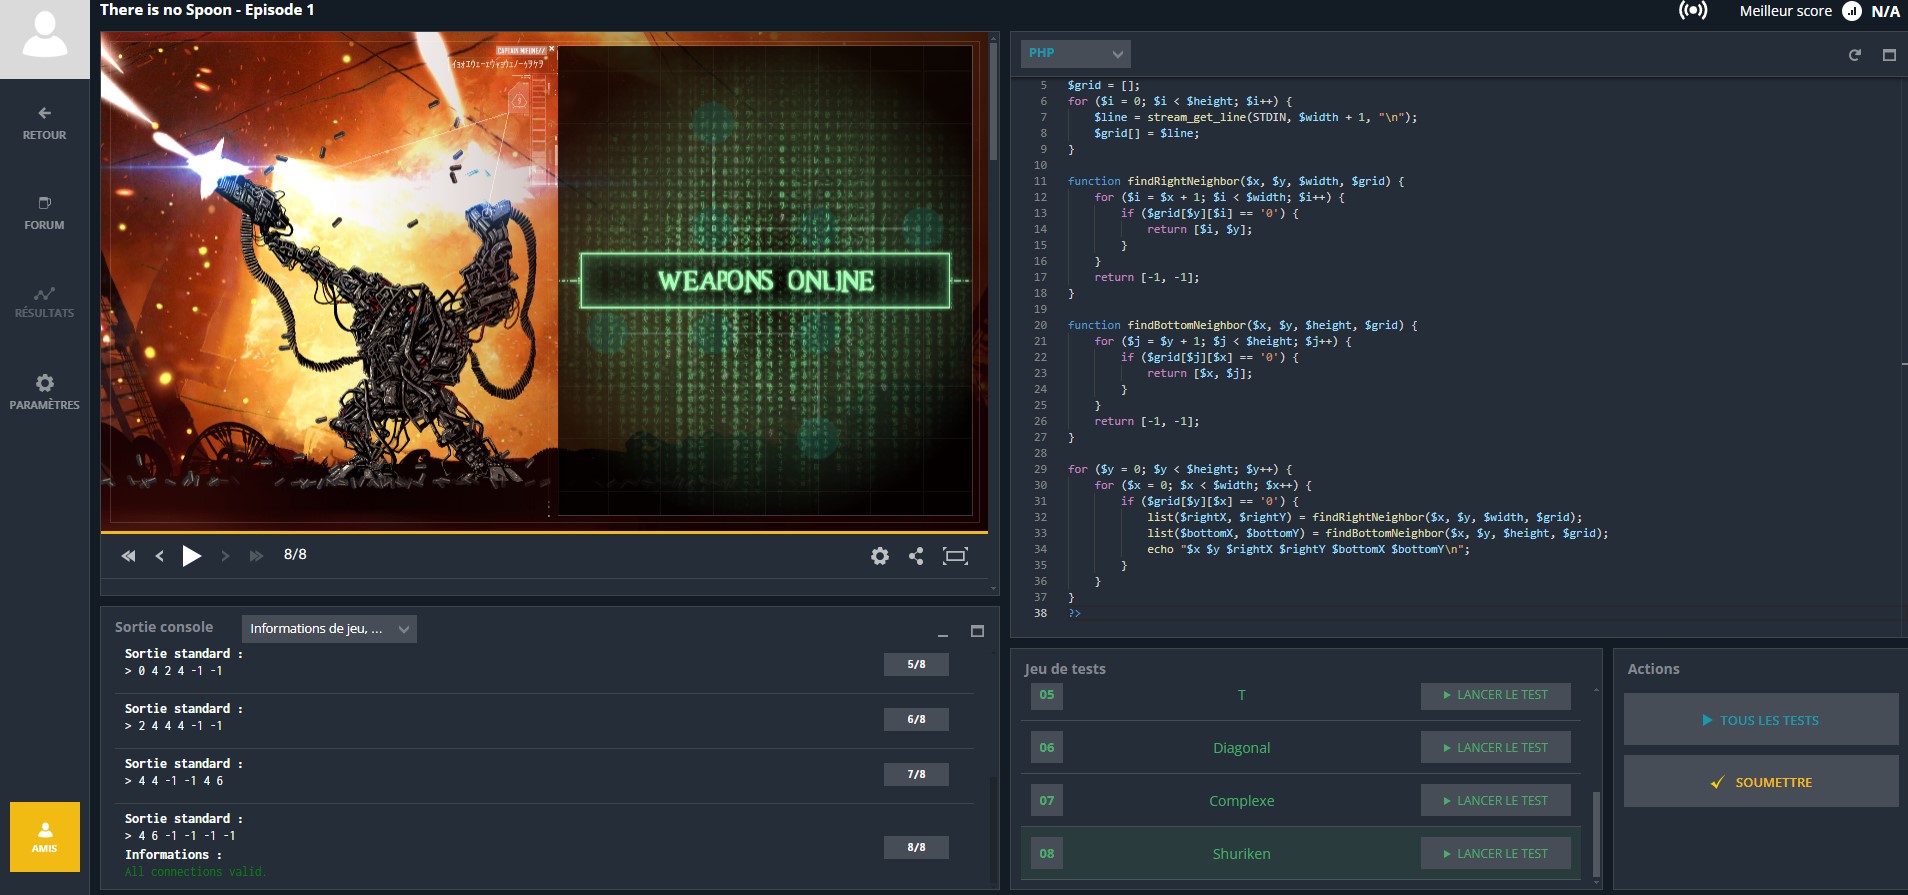 There is no Spoon - Episode 1
Meilleur score N/A
RETOUR
FORUM
RÉSULTATS
PARAMÈTRES
AMIS
WEAPONS ONLINE
8/8
Sortie console
Informations de jeu, ...
Sortie standard :
> 0 4 2 4 -1 -1
5/8
Sortie standard :
> 2 4 4 4 -1 -1
6/8
Sortie standard :
> 4 4 -1 -1 4 6
7/8
Sortie standard :
> 4 6 -1 -1 -1 -1
Informations :
All connections valid.
8/8
PHP
5 $grid = [];
6 for ($i = 0; $i < $height; $i++) {
7     $line = stream_get_line(STDIN, $width + 1, "\n");
8     $grid[] = $line;
9 }
10
11 function findRightNeighbor($x, $y, $width, $grid) {
12     for ($i = $x + 1; $i < $width; $i++) {
13         if ($grid[$y][$i] == '0') {
14             return [$i, $y];
15         }
16     }
17     return [-1, -1];
18 }
19
20 function findBottomNeighbor($x, $y, $height, $grid) {
21     for ($j = $y + 1; $j < $height; $j++) {
22         if ($grid[$j][$x] == '0') {
23             return [$x, $j];
24         }
25     }
26     return [-1, -1];
27 }
28
29 for ($y = 0; $y < $height; $y++) {
30     for ($x = 0; $x < $width; $x++) {
31         if ($grid[$y][$x] == '0') {
32             list($rightX, $rightY) = findRightNeighbor($x, $y, $width, $grid);
33             list($bottomX, $bottomY) = findBottomNeighbor($x, $y, $height, $grid);
34             echo "$x $y $rightX $rightY $bottomX $bottomY\n";
35         }
36     }
37 }
38 ?>
Jeu de tests
05 T LANCER LE TEST
06 Diagonal LANCER LE TEST
07 Complexe LANCER LE TEST
08 Shuriken LANCER LE TEST
Actions
TOUS LES TESTS
SOUMETTRE